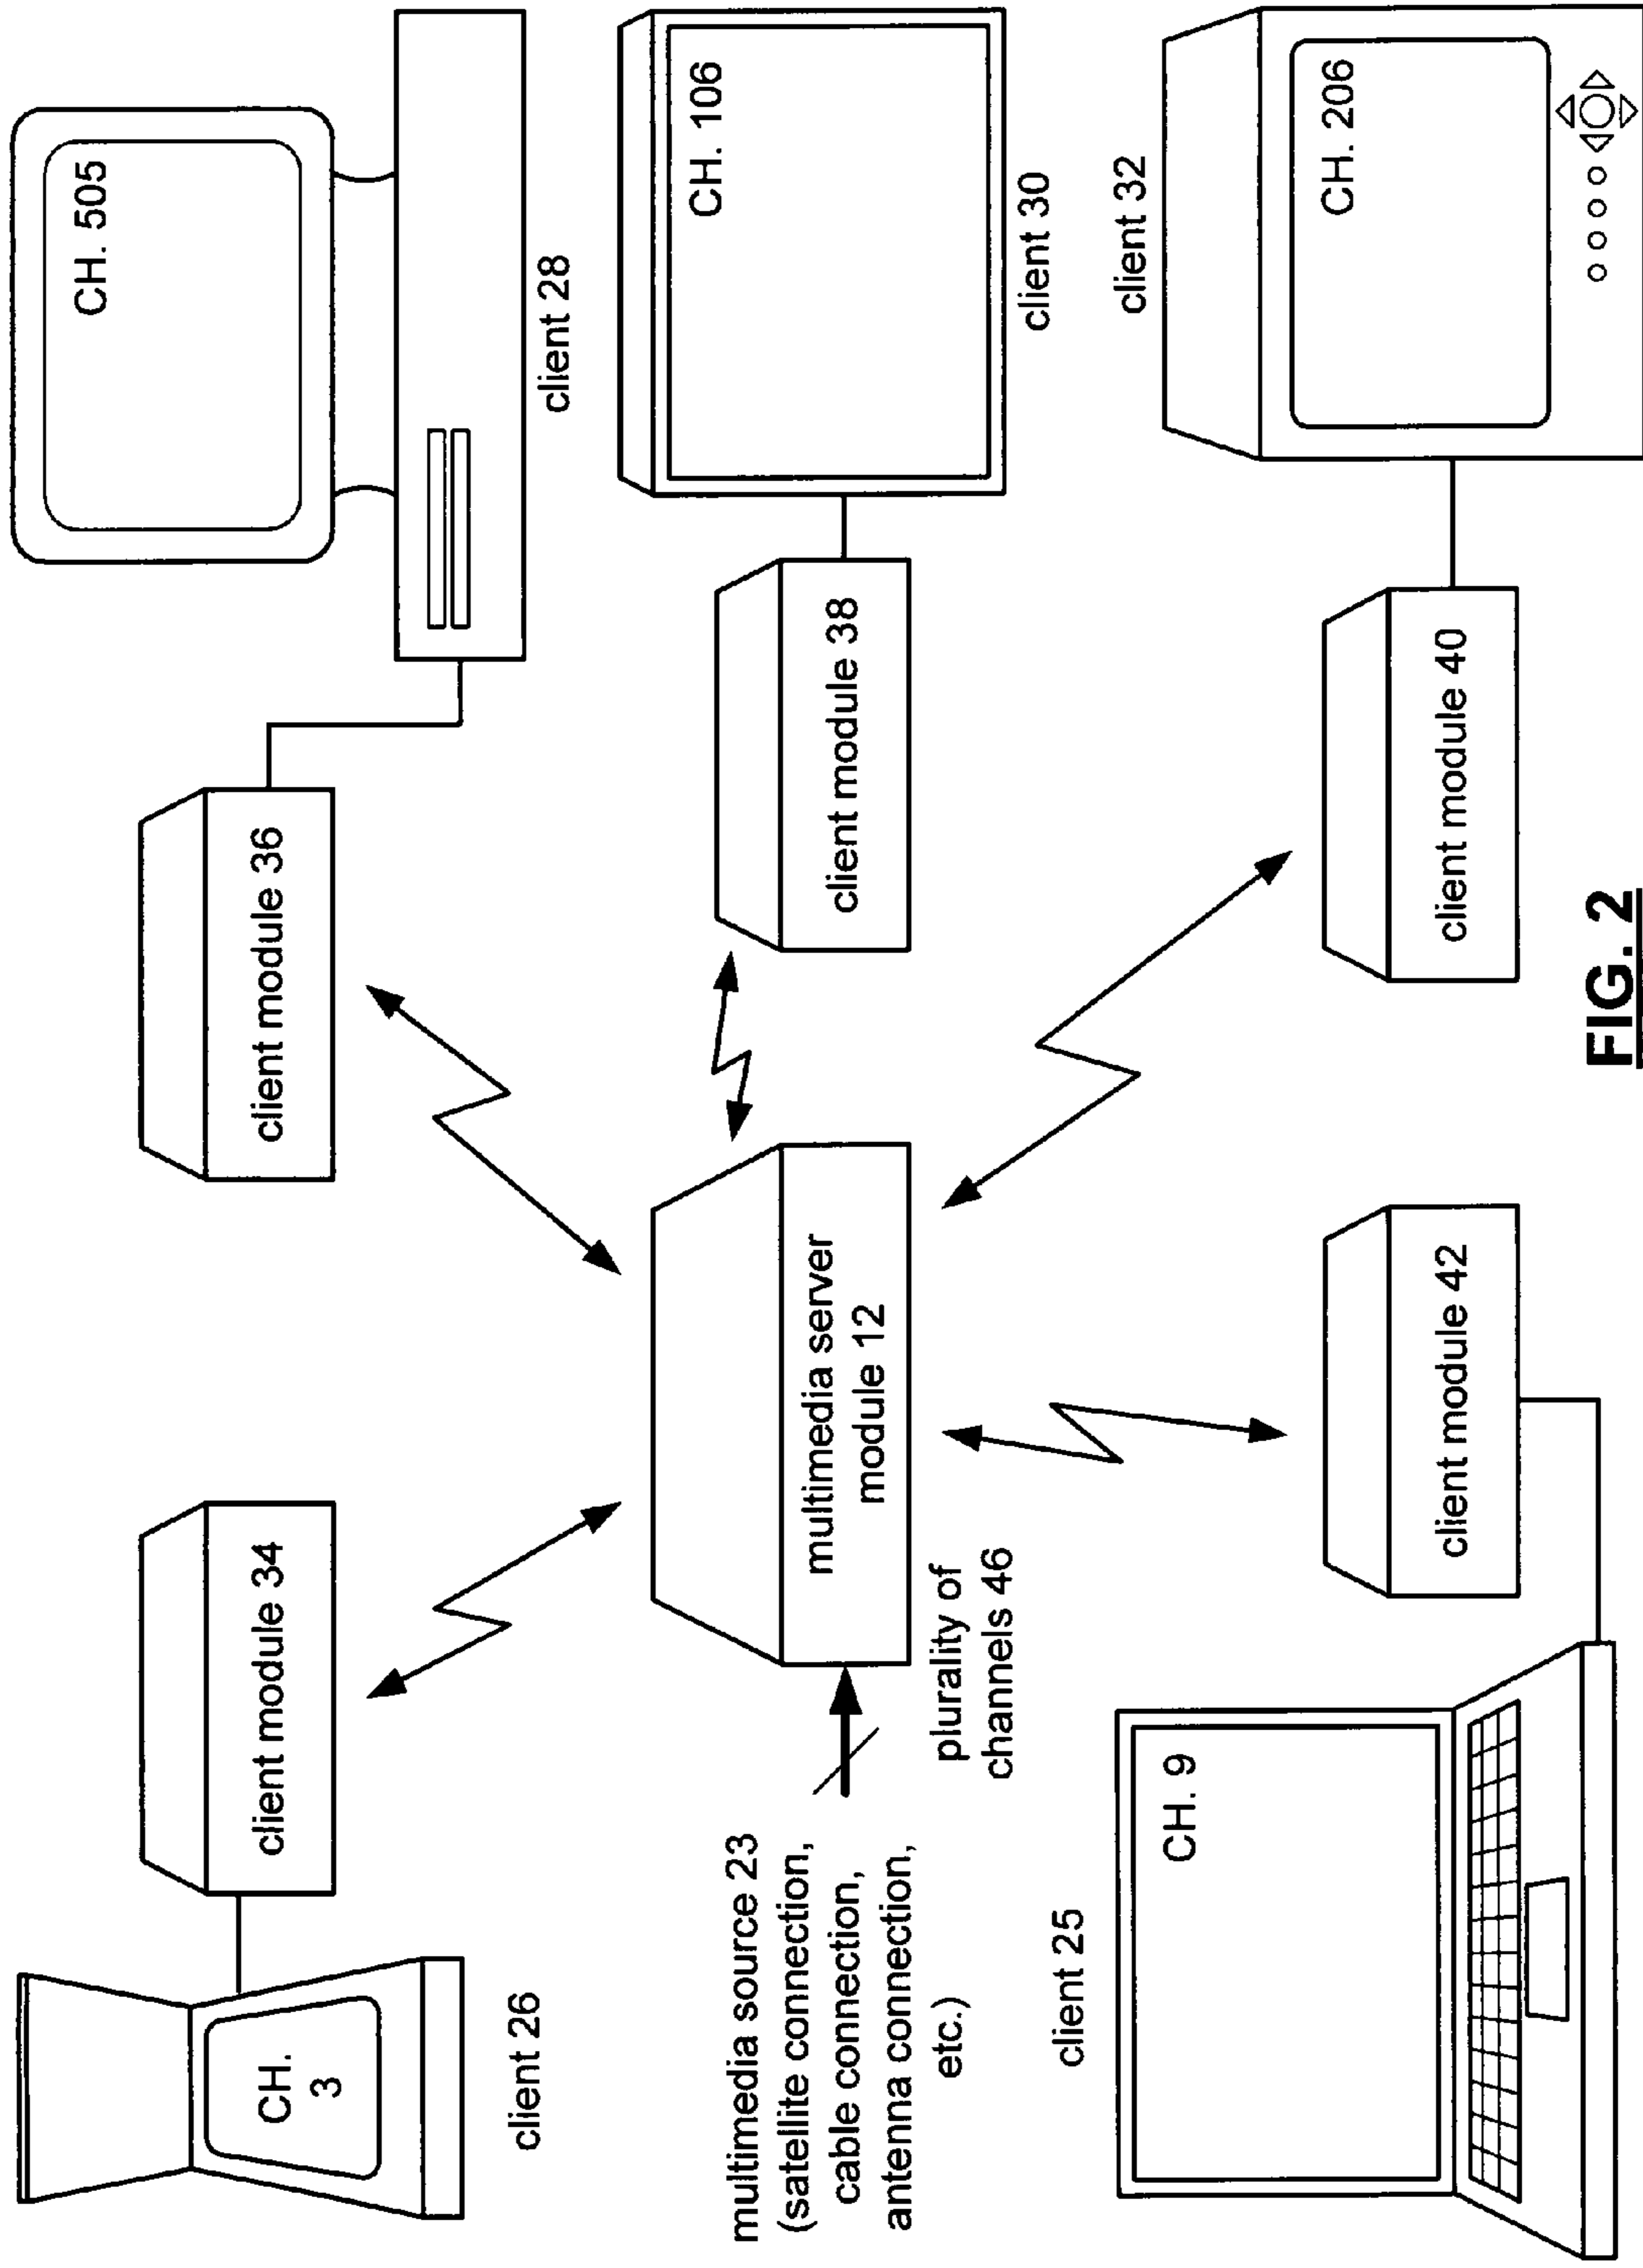 CH.
3
client 26
client module 34
client module 36
CH. 505
client 28
multimedia source 23
(satellite connection,
cable connection,
antenna connection,
etc.)
plurality of
channels 46
multimedia server
module 12
client module 38
CH. 106
client 30
client 25
CH. 9
client module 42
client module 40
client 32
CH. 206
FIG. 2